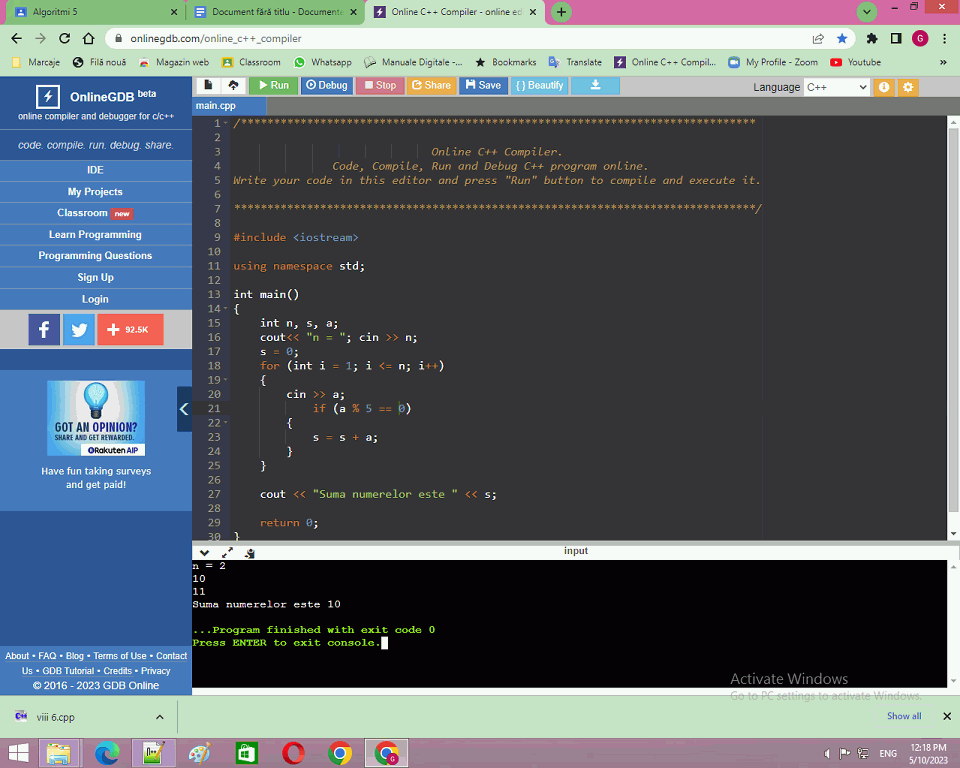 Algoritmi 5
Document fără titlu - Documente
Online C++ Compiler - online ed
onlinegdb.com/online_c++_compiler
G
Marcaje
Filă nouă
Magazin web
Classroom
Whatsapp
Manuale Digitale -...
Bookmarks
Translate
Online C++ Compil...
My Profile - Zoom
Youtube
»
OnlineGDB beta
online compiler and debugger for c/c++
code. compile. run. debug. share.
IDE
My Projects
Classroom new
Learn Programming
Programming Questions
Sign Up
Login
92.5K
GOT AN OPINION?
SHARE AND GET REWARDED.
Rakuten AIP
Have fun taking surveys
and get paid!
About • FAQ • Blog • Terms of Use • Contact
Us • GDB Tutorial • Credits • Privacy
© 2016 - 2023 GDB Online
Run
Debug
Stop
Share
Save
{ } Beautify
Language C++
main.cpp
1 /******************************************************************************
2
3 Online C++ Compiler.
4 Code, Compile, Run and Debug C++ program online.
5 Write your code in this editor and press "Run" button to compile and execute it.
6
7 *******************************************************************************/
8
9 #include <iostream>
10
11 using namespace std;
12
13 int main()
14 {
15 int n, s, a;
16 cout<< "n = "; cin >> n;
17 s = 0;
18 for (int i = 1; i <= n; i++)
19 {
20 cin >> a;
21 if (a % 5 == 0)
22 {
23 s = s + a;
24 }
25 }
26
27 cout << "Suma numerelor este " << s;
28
29 return 0;
30 }
input
n = 2
10
11
Suma numerelor este 10
...Program finished with exit code 0
Press ENTER to exit console.
Activate Windows
Go to PC settings to activate Windows.
viii 6.cpp
Show all
ENG
12:18 PM
5/10/2023